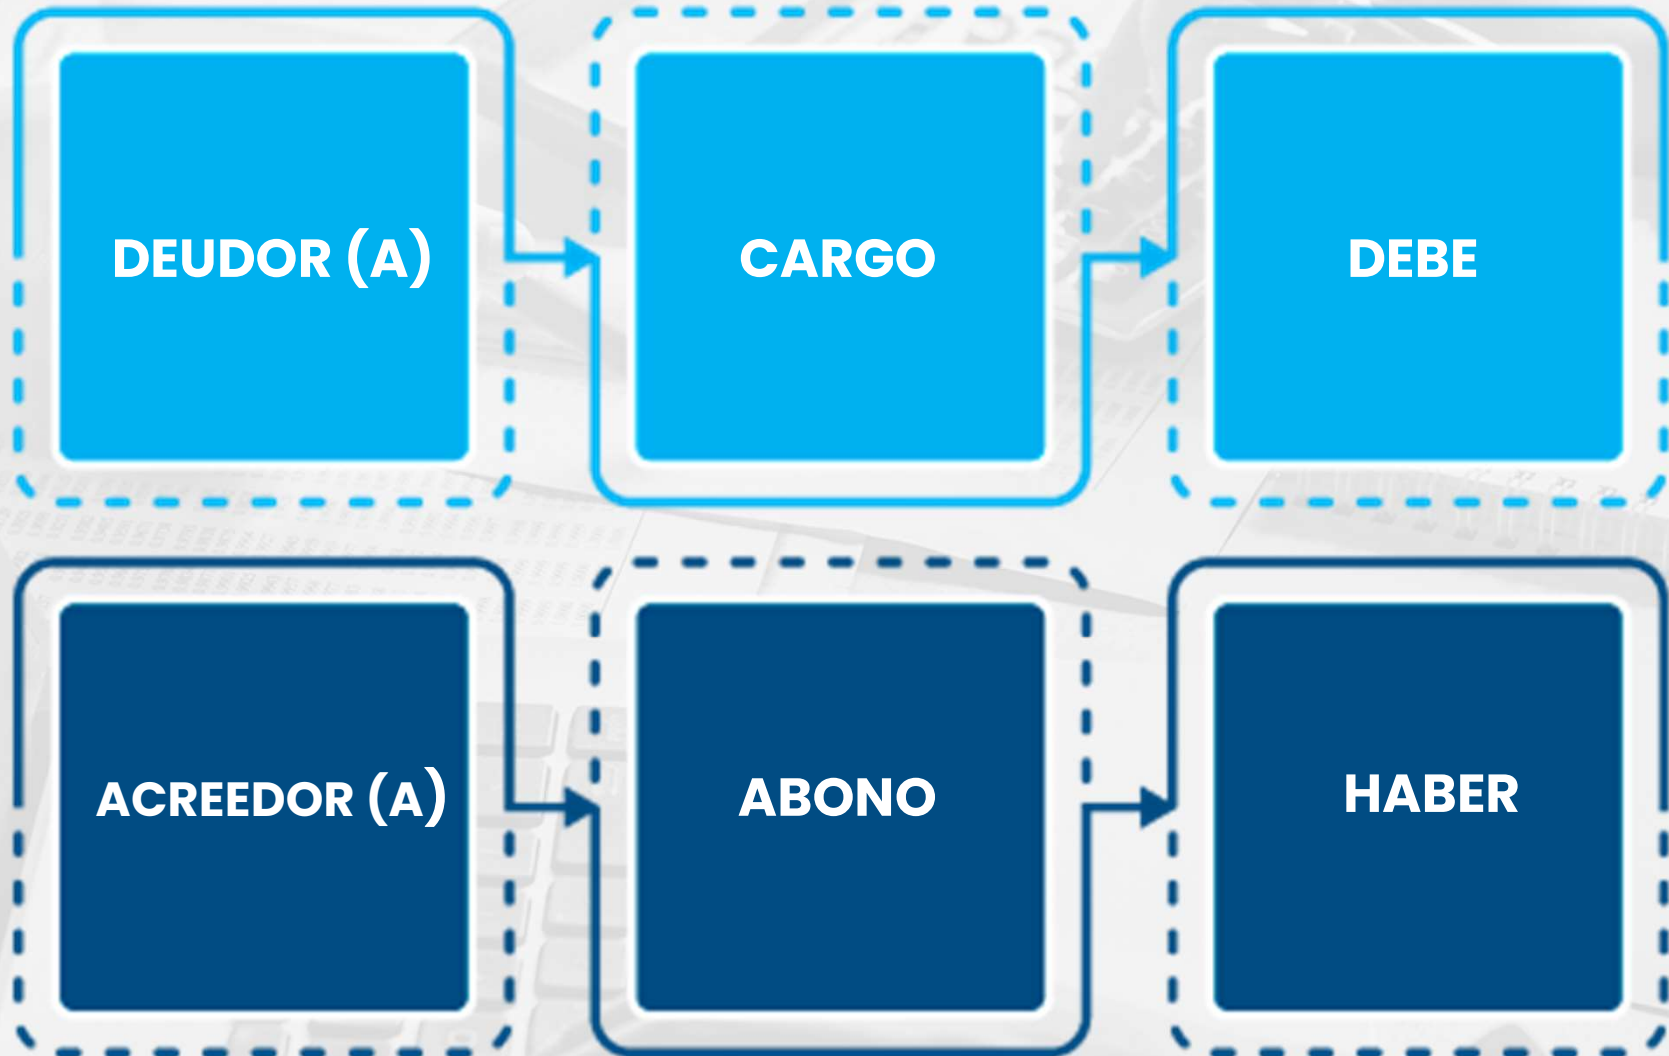 DEUDOR (A)
CARGO
DEBE
ACREEDOR (A)
ABONO
HABER